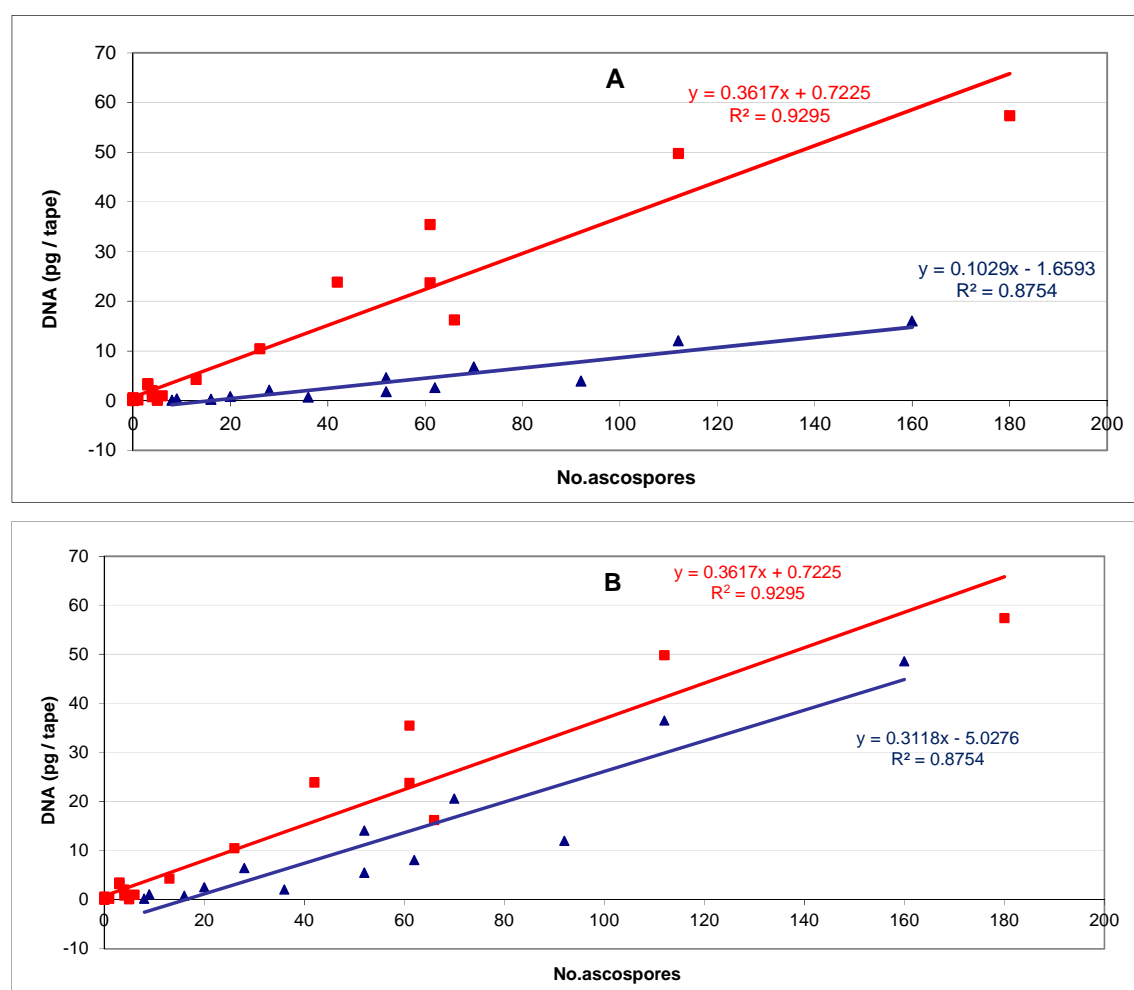 A
y = 0.3617x + 0.7225
R² = 0.9295
y = 0.1029x - 1.6593
R² = 0.8754
70
60
50
40
30
20
10
0
-10
0 20 40 60 80 100 120 140 160 180 200
DNA (pg / tape)
No.ascospores
B
y = 0.3617x + 0.7225
R² = 0.9295
y = 0.3118x - 5.0276
R² = 0.8754
70
60
50
40
30
20
10
0
-10
0 20 40 60 80 100 120 140 160 180 200
DNA (pg / tape)
No.ascospores